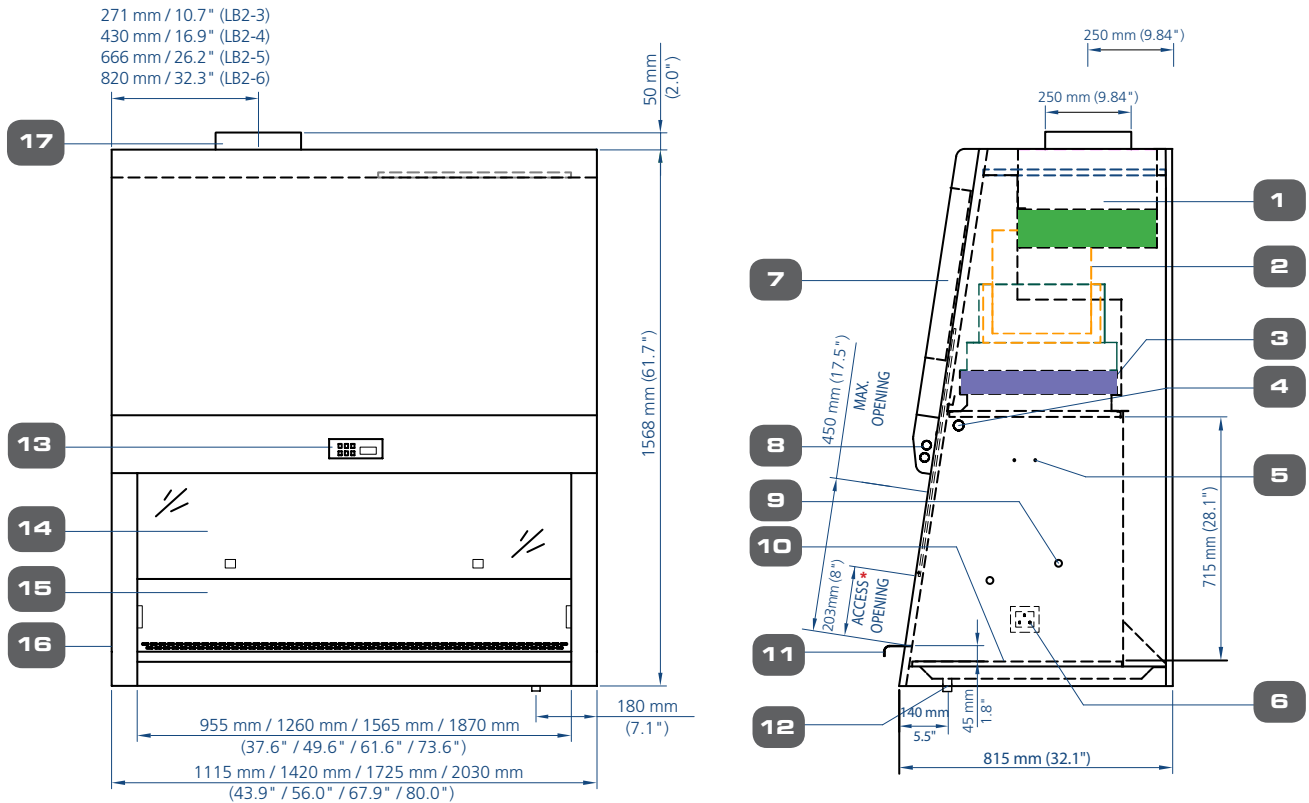 271 mm / 10.7" (LB2-3)
430 mm / 16.9" (LB2-4)
666 mm / 26.2" (LB2-5)
820 mm / 32.3" (LB2-6)
50 mm
(2.0")
17
1568 mm (61.7")
13
14
15
16
180 mm
(7.1")
955 mm / 1260 mm / 1565 mm / 1870 mm
(37.6" / 49.6" / 61.6" / 73.6")
1115 mm / 1420 mm / 1725 mm / 2030 mm
(43.9" / 56.0" / 67.9" / 80.0")
250 mm (9.84")
250 mm (9.84")
1
2
3
4
5
6
7
8
9
10
11
12
450 mm (17.5")
MAX.
OPENING
203mm (8")
ACCESS*
OPENING
715 mm (28.1")
140 mm
5.5"
45 mm
1.8"
815 mm (32.1")